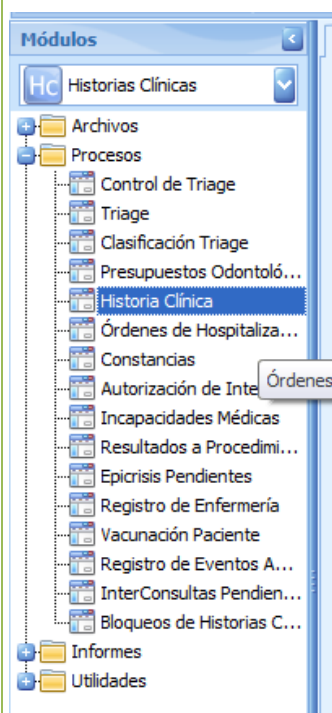 Módulos
Hc Historias Clínicas
Archivos
Procesos
Control de Triage
Triage
Clasificación Triage
Presupuestos Odontoló...
Historia Clínica
Órdenes de Hospitaliza...
Constancias
Órdenes
Autorización de Inte
Incapacidades Médicas
Resultados a Procedimi...
Epicrisis Pendientes
Registro de Enfermería
Vacunación Paciente
Registro de Eventos A...
InterConsultas Pendien...
Bloqueos de Historias C...
Informes
Utilidades